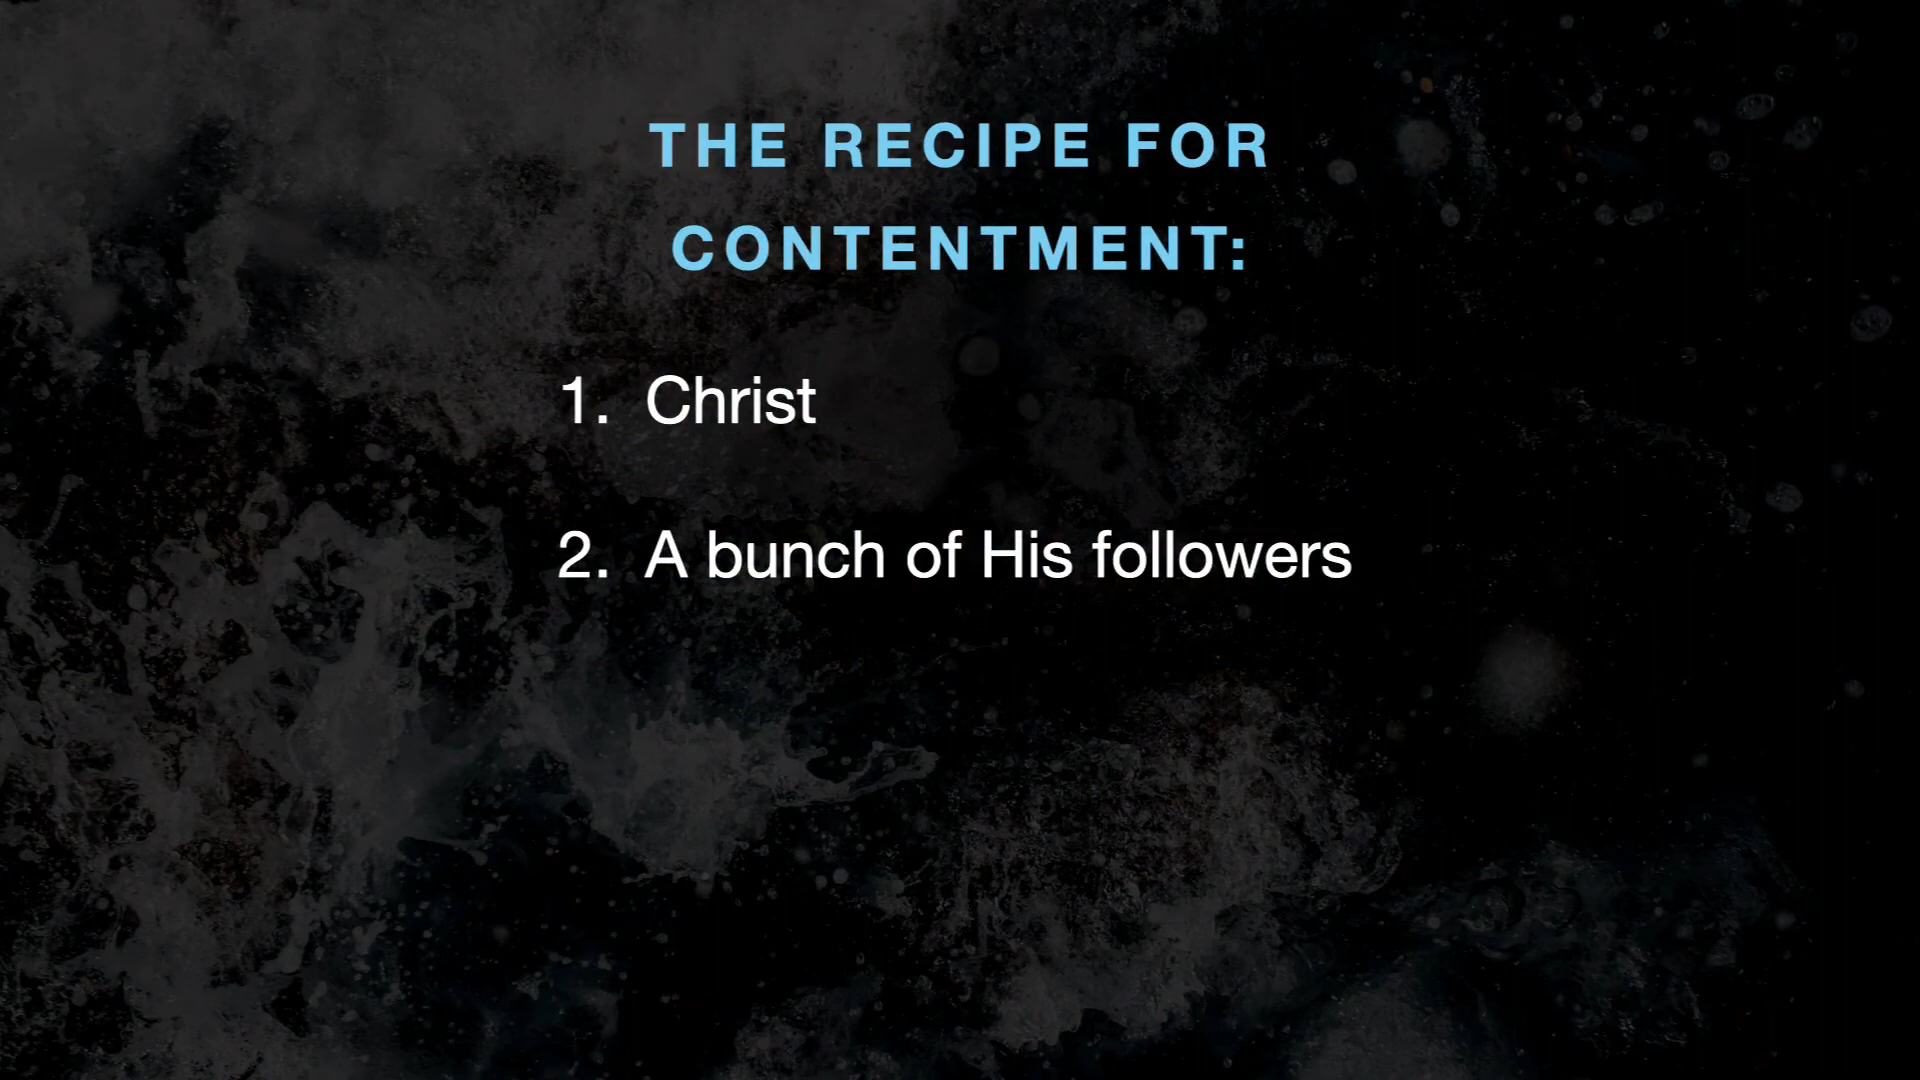 THE RECIPE FOR
CONTENTMENT:
1. Christ
2. A bunch of His followers